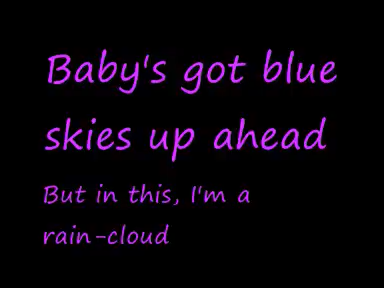 Baby's got blue
skies up ahead
But in this, I'm a
rain-cloud